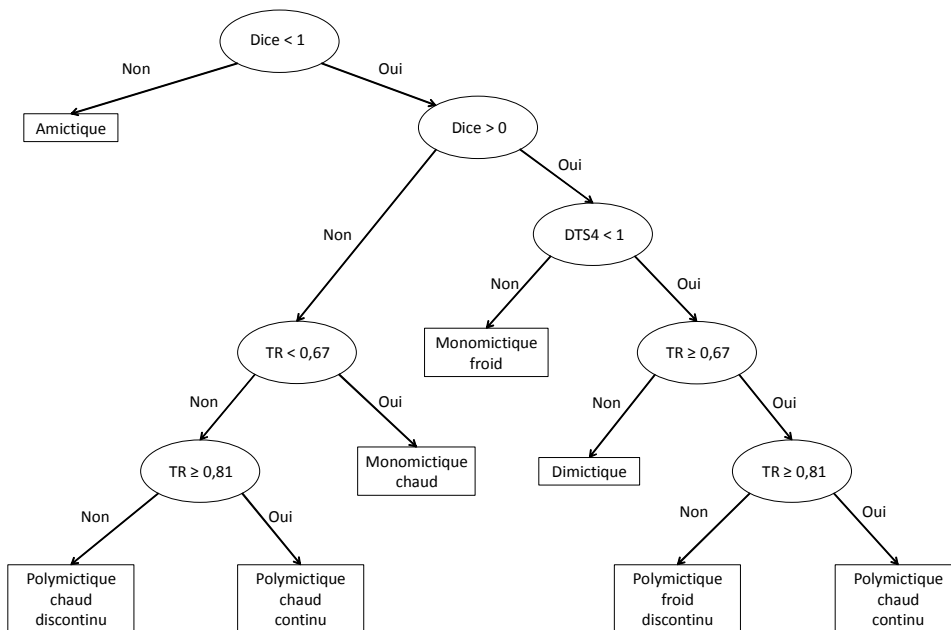 Dice < 1
Non
Oui
Amictique
Dice > 0
Oui
Non
DTS4 < 1
Non
Oui
Monomictique
froid
TR < 0,67
TR ≥ 0,67
Non
Oui
Non
Oui
Monomictique
chaud
Dimictique
TR ≥ 0,81
TR ≥ 0,81
Non
Oui
Non
Oui
Polymictique
chaud
discontinu
Polymictique
chaud
continu
Polymictique
froid
discontinu
Polymictique
chaud
continu